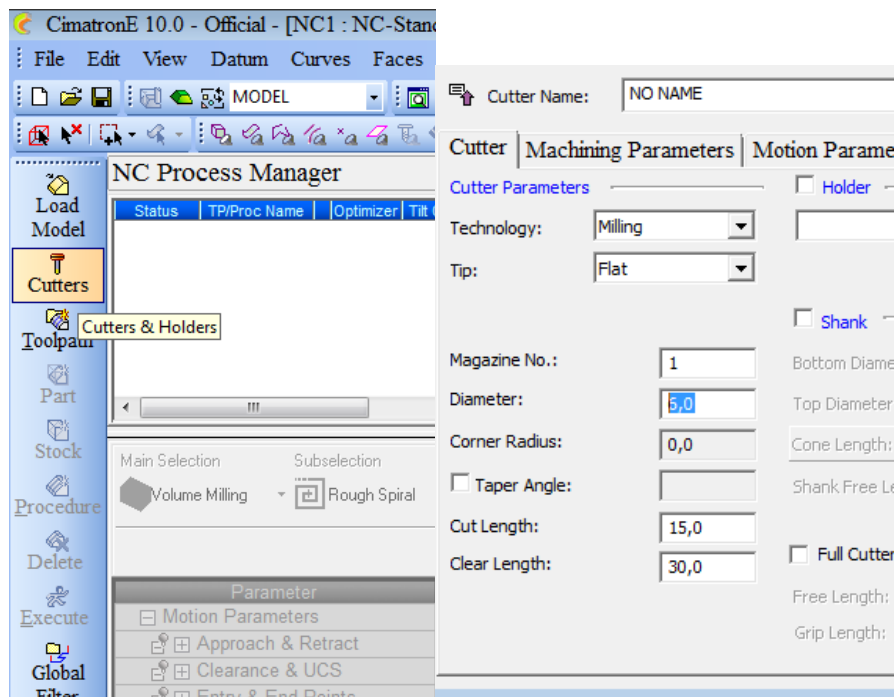 CimatronE 10.0 - Official - [NC1 : NC-Stand
File Edit View Datum Curves Faces
MODEL
Load
Model
Cutters
Toolpath
Part
Stock
Procedure
Delete
Execute
Global
Filter
NC Process Manager
Status TP/Proc Name Optimizer Tilt
Cutters & Holders
Main Selection Subselection
Volume Milling Rough Spiral
Parameter
Motion Parameters
Approach & Retract
Clearance & UCS
Entry & End Points
Cutter Name: NO NAME
Cutter Machining Parameters Motion Parame
Cutter Parameters Holder
Technology: Milling
Tip: Flat
Shank
Magazine No.: 1 Bottom Diame
Diameter: 6,0 Top Diameter
Corner Radius: 0,0 Cone Length:
Taper Angle: Shank Free Le
Cut Length: 15,0
Clear Length: 30,0 Full Cutter
Free Length:
Grip Length: